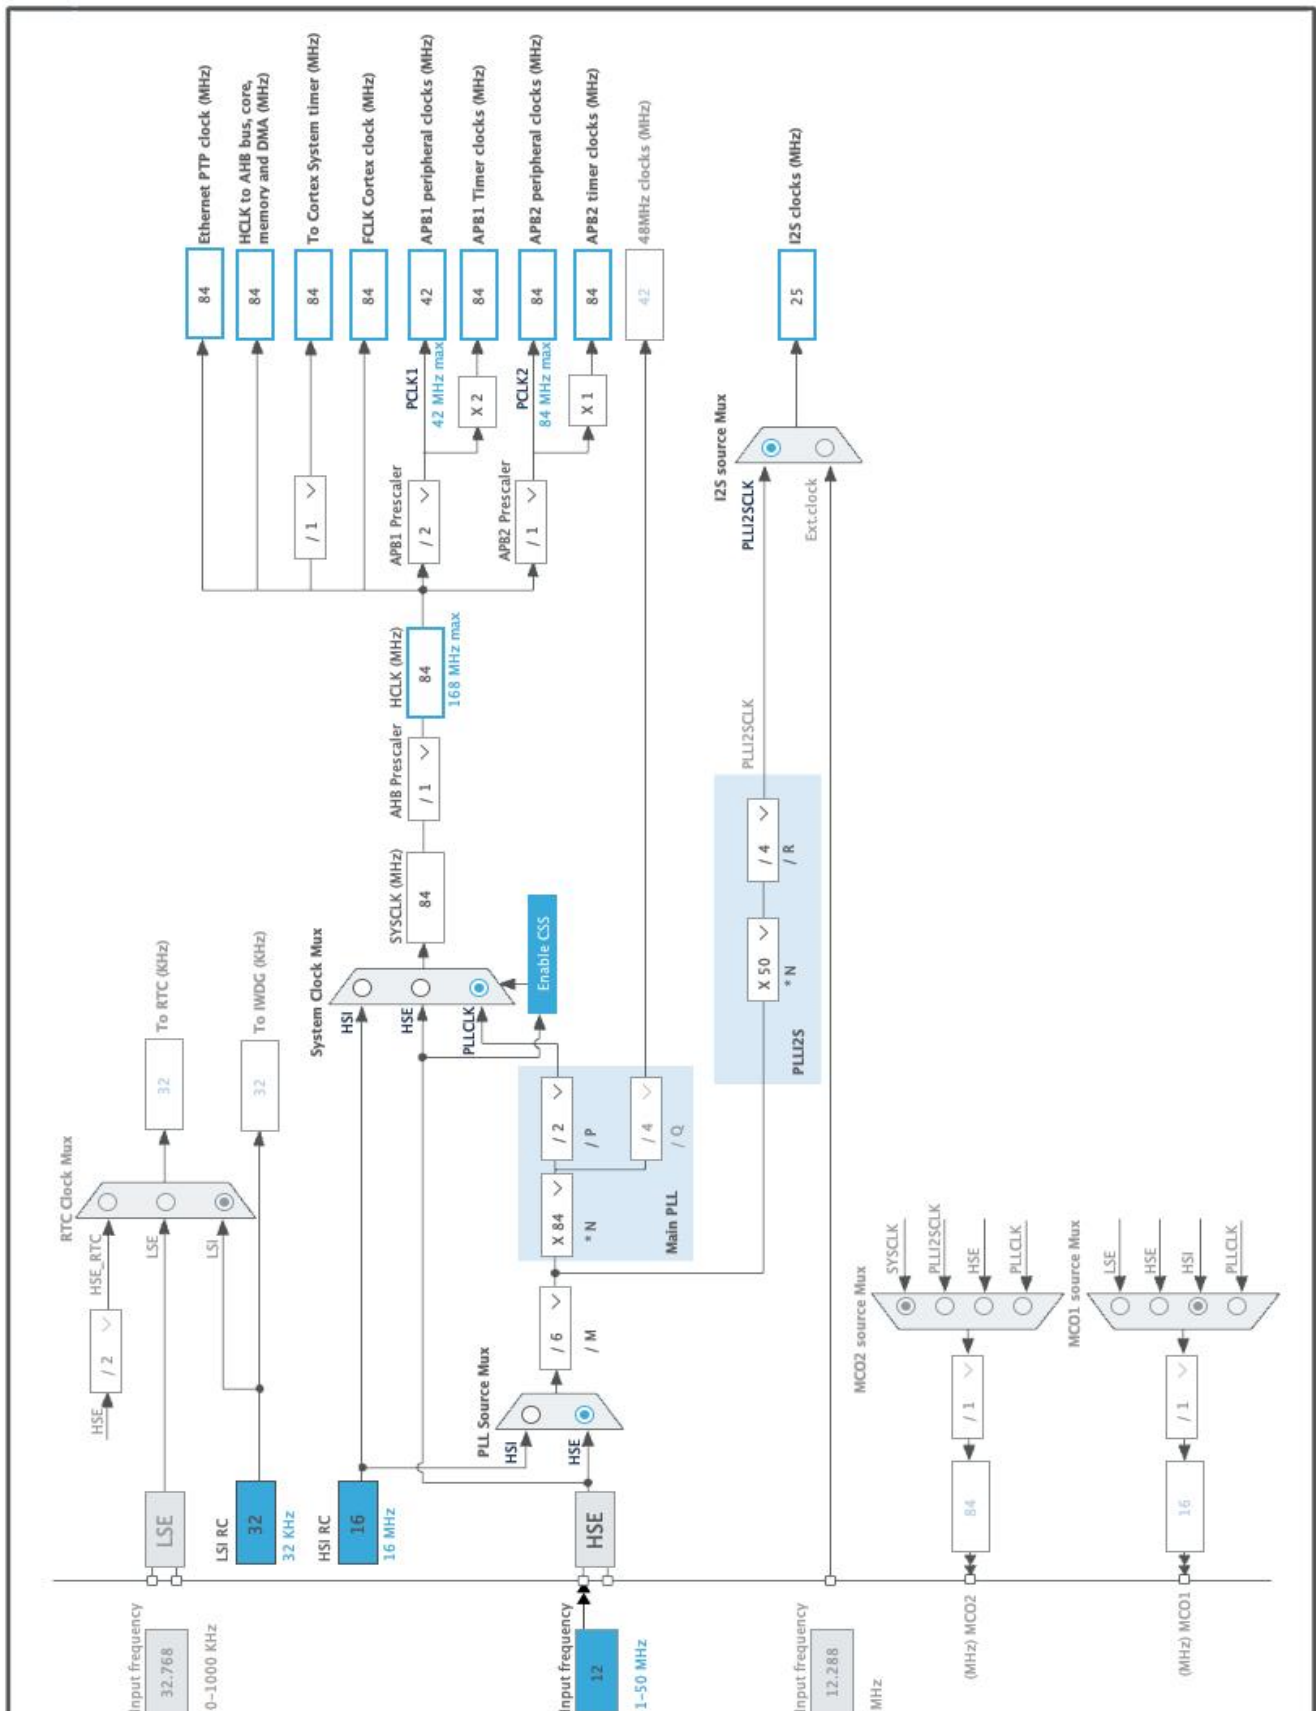 RTC Clock Mux
HSE
/ 2
HSE_RTC
LSE
LSI
32
To RTC (KHz)
32
To IWDG (KHz)
Input frequency
32.768
0-1000 KHz
LSE
LSI RC
32
32 KHz
HSI RC
16
16 MHz
System Clock Mux
HSI
HSE
PLLCLK
Enable CSS
SYSCLK (MHz)
84
AHB Prescaler
/ 1
HCLK (MHz)
84
168 MHz max
84
Ethernet PTP clock (MHz)
84
HCLK to AHB bus, core,
memory and DMA (MHz)
/ 1
84
To Cortex System timer (MHz)
84
FCLK Cortex clock (MHz)
APB1 Prescaler
/ 2
PCLK1
42 MHz max
42
APB1 peripheral clocks (MHz)
X 2
84
APB1 Timer clocks (MHz)
APB2 Prescaler
/ 1
PCLK2
84 MHz max
84
APB2 peripheral clocks (MHz)
X 1
84
APB2 timer clocks (MHz)
42
48MHz clocks (MHz)
Input frequency
12
1-50 MHz
HSE
PLL Source Mux
HSI
HSE
/ 6
/ M
X 84
* N
/ 2
/ P
/ 4
/ Q
Main PLL
PLLI2S
X 50
* N
/ 4
/ R
PLLI2SCLK
I2S source Mux
PLLI2SCLK
Ext.clock
25
I2S clocks (MHz)
Input frequency
12.288
MHz
MCO2 source Mux
(MHz) MCO2
84
/ 1
SYSCLK
PLLI2SCLK
HSE
PLLCLK
MCO1 source Mux
(MHz) MCO1
16
/ 1
LSE
HSE
HSI
PLLCLK